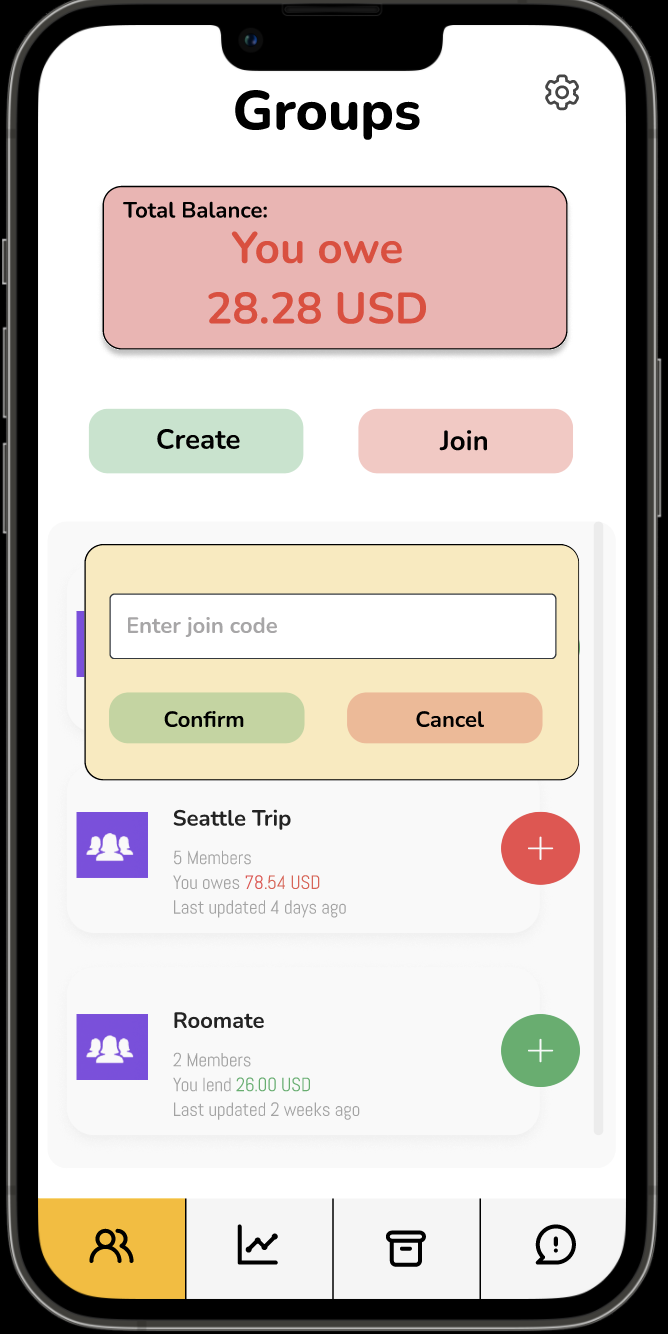 Groups
Total Balance:
You owe
28.28 USD
Create
Join
Enter join code
Confirm
Cancel
Seattle Trip
5 Members
You owes 78.54 USD
Last updated 4 days ago
Roomate
2 Members
You lend 26.00 USD
Last updated 2 weeks ago